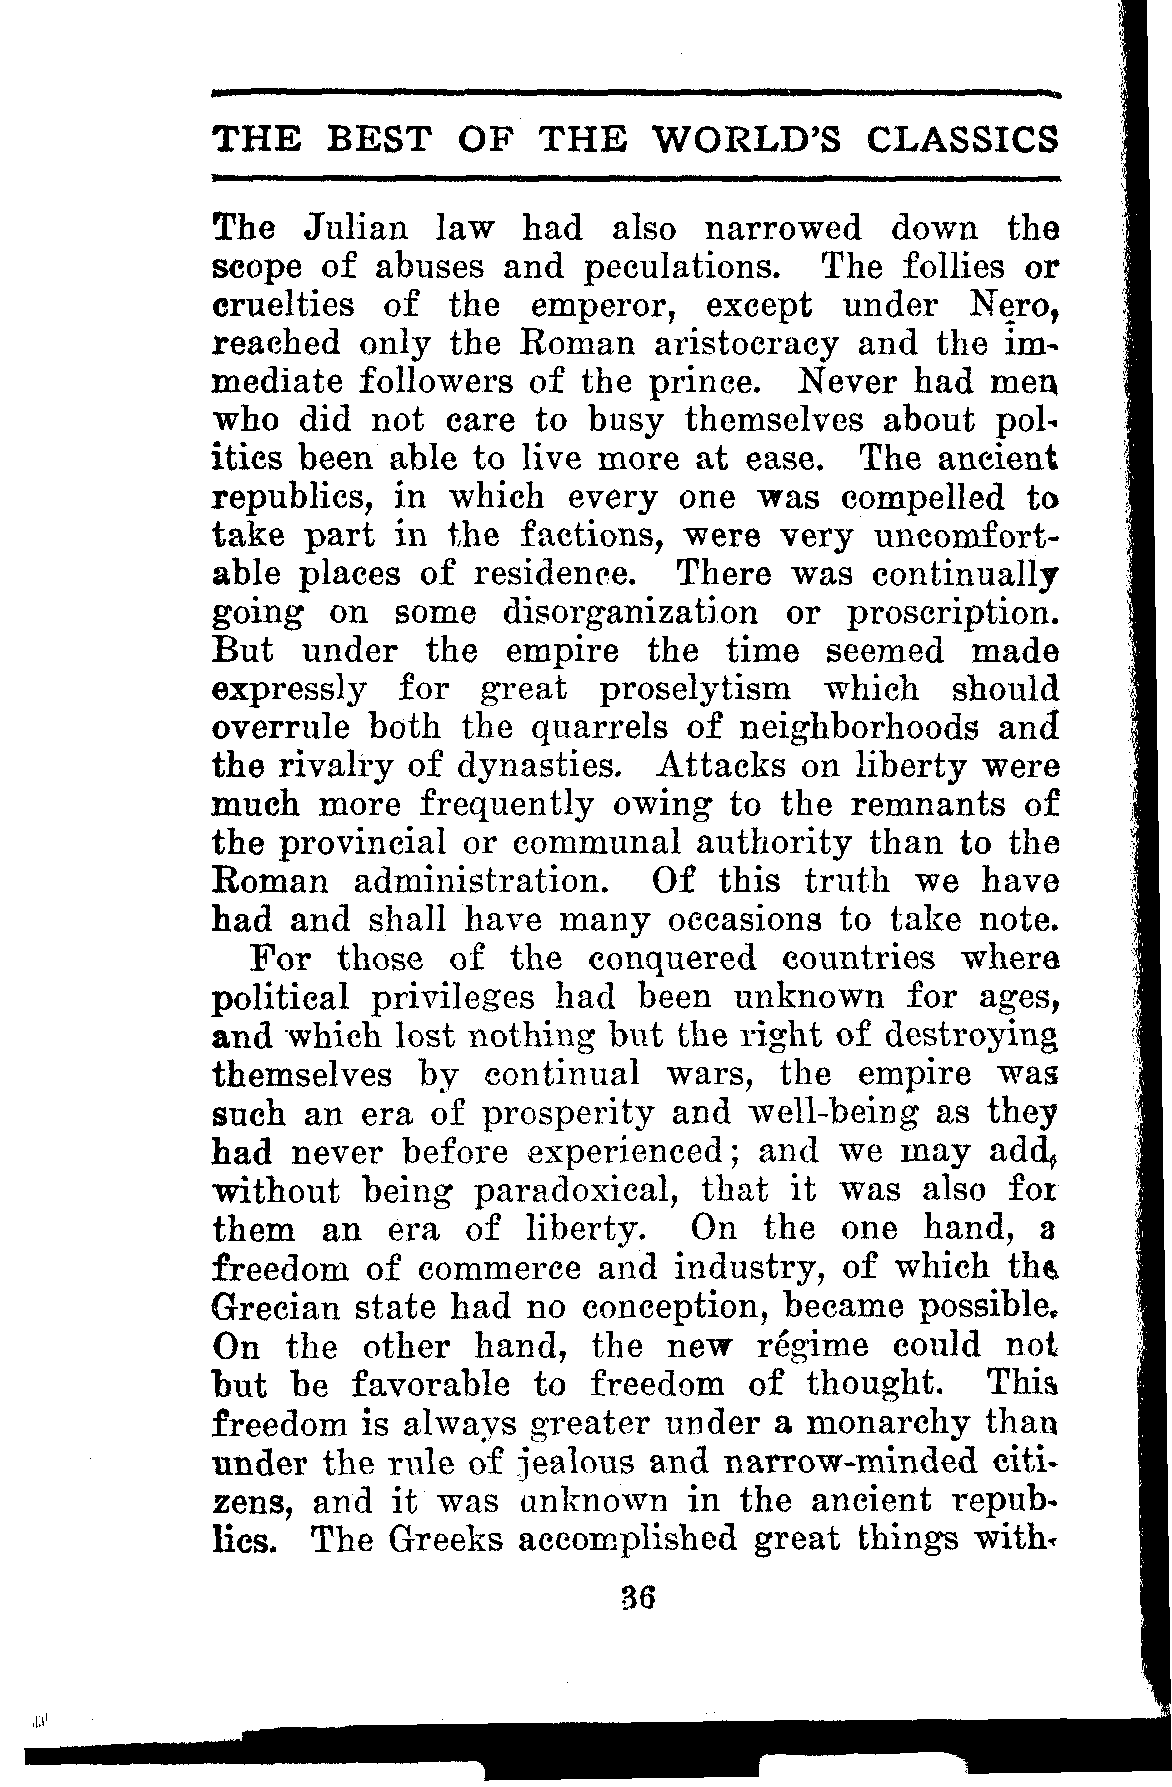 THE BEST OF THE WORLD'S CLASSICS
The Julian law had also narrowed down the
scope of abuses and peculations. The follies or
cruelties of the emperor, except under Nero,
reached only the Roman aristocracy and the im-
mediate followers of the prince. Never had men
who did not care to busy themselves about pol-
itics been able to live more at ease. The ancient
republics, in which every one was compelled to
take part in the factions, were very uncomfort-
able places of residence. There was continually
going on some disorganization or proscription.
But under the empire the time seemed made
expressly for great proselytism which should
overrule both the quarrels of neighborhoods and
the rivalry of dynasties. Attacks on liberty were
much more frequently owing to the remnants of
the provincial or communal authority than to the
Roman administration. Of this truth we have
had and shall have many occasions to take note.
For those of the conquered countries where
political privileges had been unknown for ages,
and which lost nothing but the right of destroying
themselves by continual wars, the empire was
such an era of prosperity and well-being as they
had never before experienced; and we may add,
without being paradoxical, that it was also for
them an era of liberty. On the one hand, a
freedom of commerce and industry, of which the
Grecian state had no conception, became possible.
On the other hand, the new régime could not
but be favorable to freedom of thought. This
freedom is always greater under a monarchy than
under the rule of jealous and narrow-minded citi-
zens, and it was unknown in the ancient repub-
lics. The Greeks accomplished great things with-
36